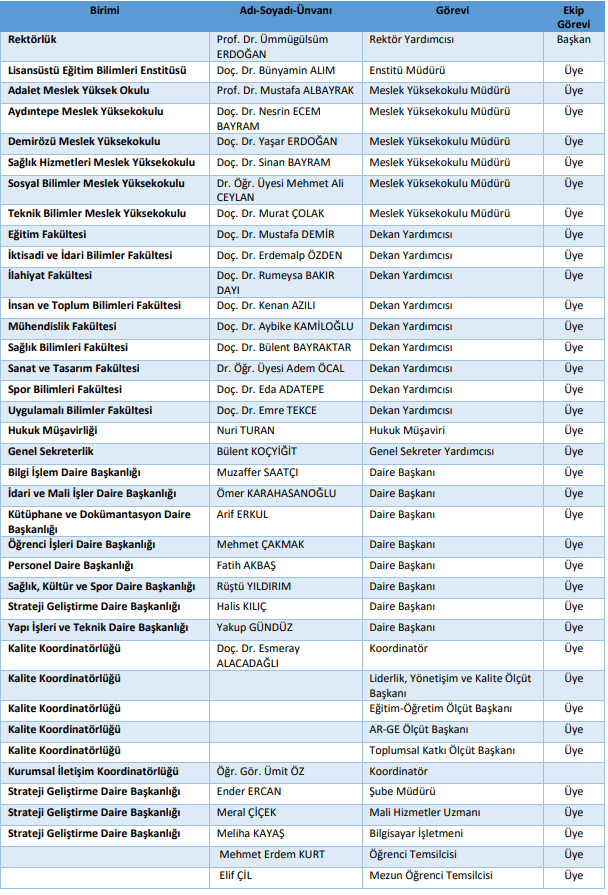 Birimi Adı-Soyadı-Ünvanı Görevi Ekip Görevi
Rektörlük Prof. Dr. Ümmügülsüm ERDOĞAN Rektör Yardımcısı Başkan
Lisansüstü Eğitim Bilimleri Enstitüsü Doç. Dr. Bünyamin ALIM Enstitü Müdürü Üye
Adalet Meslek Yüksek Okulu Prof. Dr. Mustafa ALBAYRAK Meslek Yüksekokulu Müdürü Üye
Aydıntepe Meslek Yüksekokulu Doç. Dr. Nesrin ECEM BAYRAM Meslek Yüksekokulu Müdürü Üye
Demirözü Meslek Yüksekokulu Doç. Dr. Yaşar ERDOĞAN Meslek Yüksekokulu Müdürü Üye
Sağlık Hizmetleri Meslek Yüksekokulu Doç. Dr. Sinan BAYRAM Meslek Yüksekokulu Müdürü Üye
Sosyal Bilimler Meslek Yüksekokulu Dr. Öğr. Üyesi Mehmet Ali CEYLAN Meslek Yüksekokulu Müdürü Üye
Teknik Bilimler Meslek Yüksekokulu Doç. Dr. Murat ÇOLAK Meslek Yüksekokulu Müdürü Üye
Eğitim Fakültesi Doç. Dr. Mustafa DEMİR Dekan Yardımcısı Üye
İktisadi ve İdari Bilimler Fakültesi Doç. Dr. Erdemalp ÖZDEN Dekan Yardımcısı Üye
İlahiyat Fakültesi Doç. Dr. Rumeysa BAKIR DAYI Dekan Yardımcısı Üye
İnsan ve Toplum Bilimleri Fakültesi Doç. Dr. Kenan AZILI Dekan Yardımcısı Üye
Mühendislik Fakültesi Doç. Dr. Aybike KAMİLOĞLU Dekan Yardımcısı Üye
Sağlık Bilimleri Fakültesi Doç. Dr. Bülent BAYRAKTAR Dekan Yardımcısı Üye
Sanat ve Tasarım Fakültesi Dr. Öğr. Üyesi Adem ÖCAL Dekan Yardımcısı Üye
Spor Bilimleri Fakültesi Doç. Dr. Eda ADATEPE Dekan Yardımcısı Üye
Uygulamalı Bilimler Fakültesi Doç. Dr. Emre TEKCE Dekan Yardımcısı Üye
Hukuk Müşavirliği Nuri TURAN Hukuk Müşaviri Üye
Genel Sekreterlik Bülent KOÇYİĞİT Genel Sekreter Yardımcısı Üye
Bilgi İşlem Daire Başkanlığı Muzaffer SAATÇI Daire Başkanı Üye
İdari ve Mali İşler Daire Başkanlığı Ömer KARAHASANOĞLU Daire Başkanı Üye
Kütüphane ve Dokümantasyon Daire Başkanlığı Arif ERKUL Daire Başkanı Üye
Öğrenci İşleri Daire Başkanlığı Mehmet ÇAKMAK Daire Başkanı Üye
Personel Daire Başkanlığı Fatih AKBAŞ Daire Başkanı Üye
Sağlık, Kültür ve Spor Daire Başkanlığı Rüştü YILDIRIM Daire Başkanı Üye
Strateji Geliştirme Daire Başkanlığı Halis KILIÇ Daire Başkanı Üye
Yapı İşleri ve Teknik Daire Başkanlığı Yakup GÜNDÜZ Daire Başkanı Üye
Kalite Koordinatörlüğü Doç. Dr. Esmeray ALACADAĞLI Koordinatör Üye
Kalite Koordinatörlüğü Liderlik, Yönetişim ve Kalite Ölçüt Başkanı Üye
Kalite Koordinatörlüğü Eğitim-Öğretim Ölçüt Başkanı Üye
Kalite Koordinatörlüğü AR-GE Ölçüt Başkanı Üye
Kalite Koordinatörlüğü Toplumsal Katkı Ölçüt Başkanı Üye
Kurumsal İletişim Koordinatörlüğü Öğr. Gör. Ümit ÖZ Koordinatör
Strateji Geliştirme Daire Başkanlığı Ender ERCAN Şube Müdürü Üye
Strateji Geliştirme Daire Başkanlığı Meral ÇİÇEK Mali Hizmetler Uzmanı Üye
Strateji Geliştirme Daire Başkanlığı Meliha KAYAŞ Bilgisayar İşletmeni Üye
Mehmet Erdem KURT Öğrenci Temsilcisi Üye
Elif ÇİL Mezun Öğrenci Temsilcisi Üye